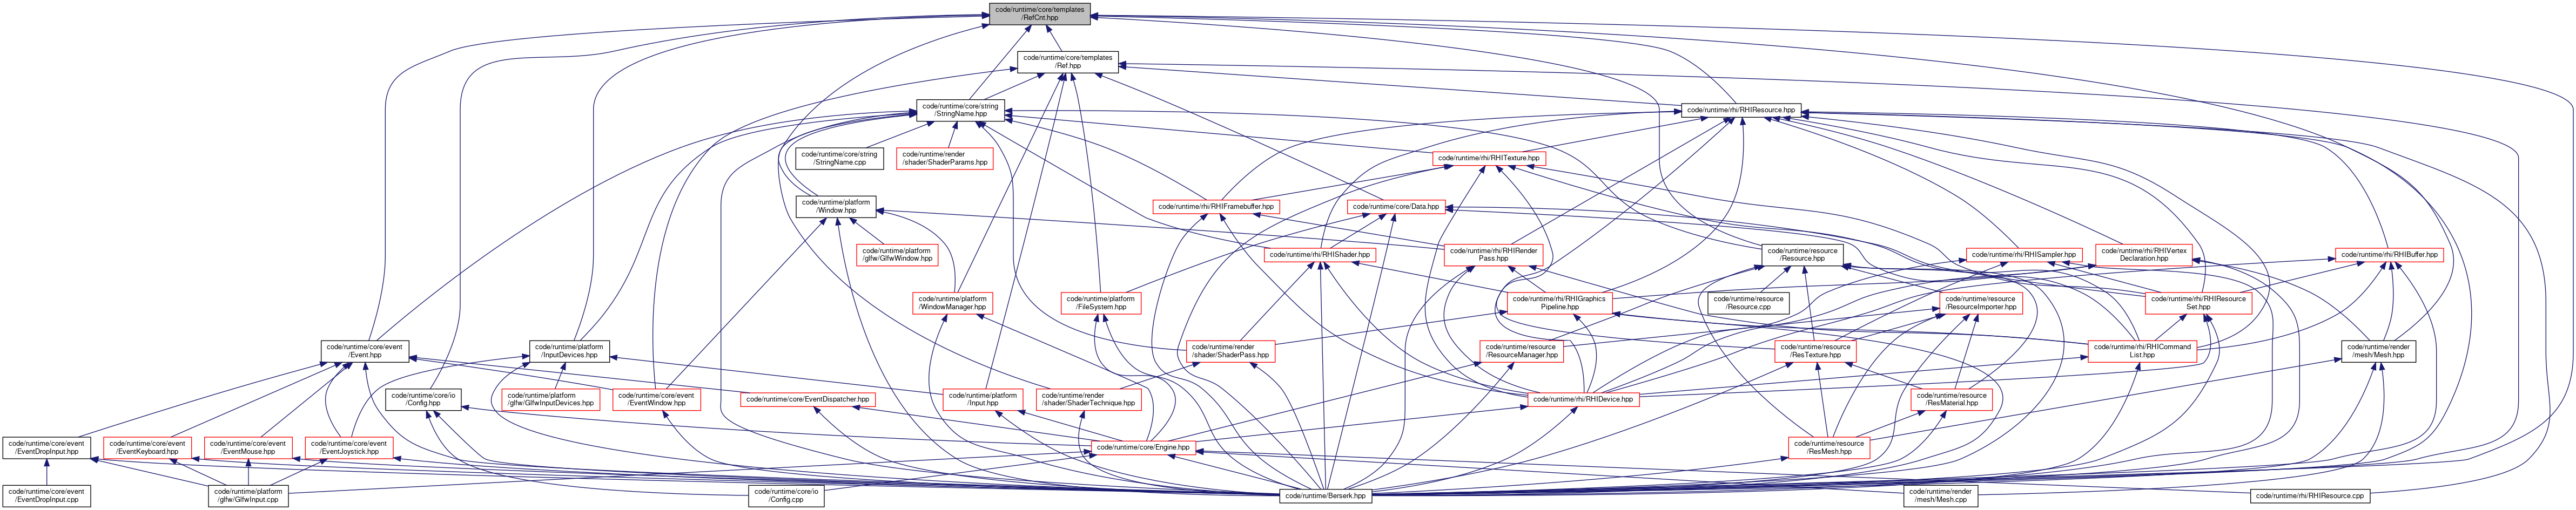 code/runtime/core/templates
/RefCnt.hpp
code/runtime/core/templates
/Ref.hpp
code/runtime/core/string
/StringName.hpp
code/runtime/rhi/RHIResource.hpp
code/runtime/core/string
/StringName.cpp
code/runtime/render
/shader/ShaderParams.hpp
code/runtime/rhi/RHITexture.hpp
code/runtime/platform
/Window.hpp
code/runtime/rhi/RHIFramebuffer.hpp
code/runtime/core/Data.hpp
code/runtime/platform
/glfw/GlfwWindow.hpp
code/runtime/rhi/RHIShader.hpp
code/runtime/rhi/RHIRender
Pass.hpp
code/runtime/resource
/Resource.hpp
code/runtime/rhi/RHISampler.hpp
code/runtime/rhi/RHIVertex
Declaration.hpp
code/runtime/rhi/RHIBuffer.hpp
code/runtime/platform
/WindowManager.hpp
code/runtime/platform
/FileSystem.hpp
code/runtime/rhi/RHIGraphics
Pipeline.hpp
code/runtime/resource
/Resource.cpp
code/runtime/resource
/ResourceImporter.hpp
code/runtime/rhi/RHIResource
Set.hpp
code/runtime/core/event
/Event.hpp
code/runtime/platform
/InputDevices.hpp
code/runtime/render
/shader/ShaderPass.hpp
code/runtime/resource
/ResourceManager.hpp
code/runtime/resource
/ResTexture.hpp
code/runtime/rhi/RHICommand
List.hpp
code/runtime/render
/mesh/Mesh.hpp
code/runtime/core/io
/Config.hpp
code/runtime/platform
/glfw/GlfwInputDevices.hpp
code/runtime/core/event
/EventWindow.hpp
code/runtime/core/EventDispatcher.hpp
code/runtime/platform
/Input.hpp
code/runtime/render
/shader/ShaderTechnique.hpp
code/runtime/rhi/RHIDevice.hpp
code/runtime/resource
/ResMaterial.hpp
code/runtime/core/event
/EventDropInput.hpp
code/runtime/core/event
/EventKeyboard.hpp
code/runtime/core/event
/EventMouse.hpp
code/runtime/core/event
/EventJoystick.hpp
code/runtime/core/Engine.hpp
code/runtime/resource
/ResMesh.hpp
code/runtime/core/event
/EventDropInput.cpp
code/runtime/platform
/glfw/GlfwInput.cpp
code/runtime/core/io
/Config.cpp
code/runtime/Berserk.hpp
code/runtime/render
/mesh/Mesh.cpp
code/runtime/rhi/RHIResource.cpp